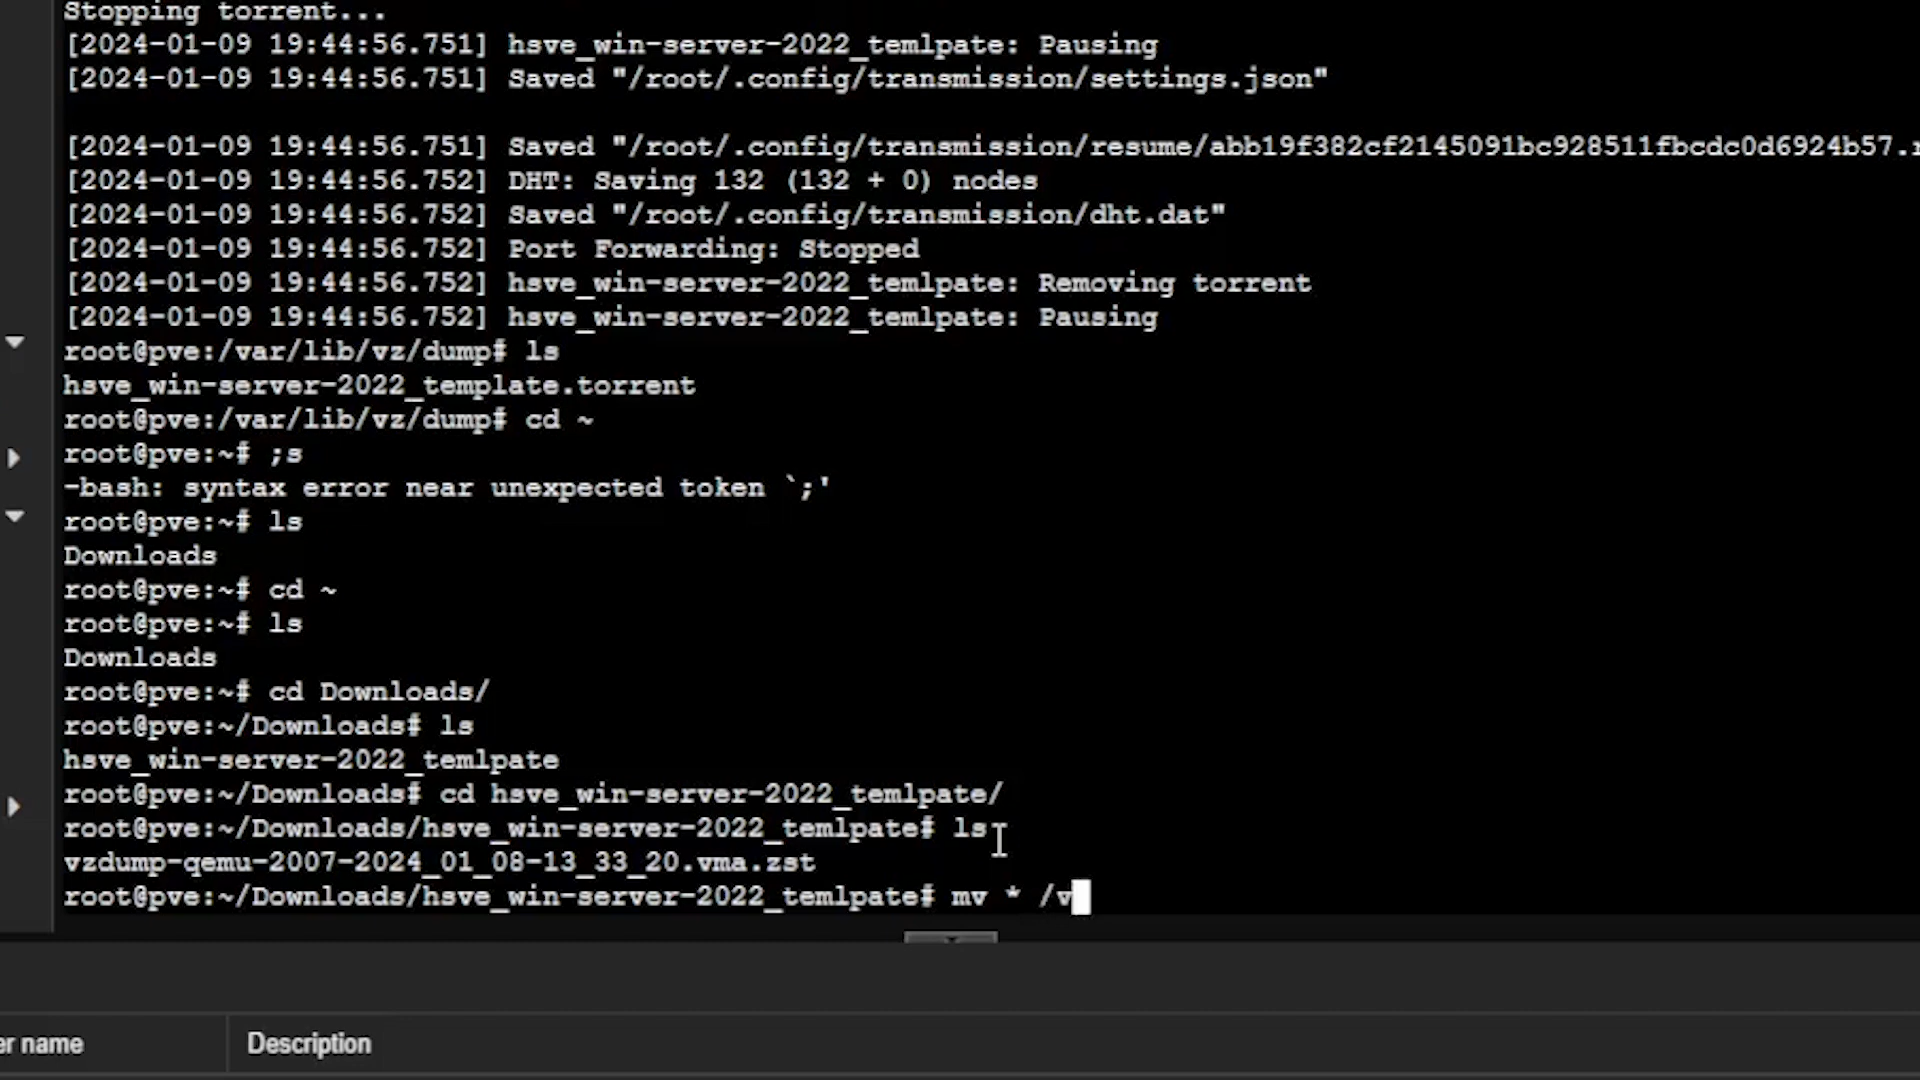 Stopping torrent...
[2024-01-09 19:44:56.751] hsve_win-server-2022_temlpate: Pausing
[2024-01-09 19:44:56.751] Saved "/root/.config/transmission/settings.json"
[2024-01-09 19:44:56.751] Saved "/root/.config/transmission/resume/abb19f382cf2145091bc928511fbcdc0d6924b57.r
[2024-01-09 19:44:56.752] DHT: Saving 132 (132 + 0) nodes
[2024-01-09 19:44:56.752] Saved "/root/.config/transmission/dht.dat"
[2024-01-09 19:44:56.752] Port Forwarding: Stopped
[2024-01-09 19:44:56.752] hsve_win-server-2022_temlpate: Removing torrent
[2024-01-09 19:44:56.752] hsve_win-server-2022_temlpate: Pausing
root@pve:/var/lib/vz/dump# ls
hsve_win-server-2022_template.torrent
root@pve:/var/lib/vz/dump# cd ~
root@pve:~# ;s
-bash: syntax error near unexpected token `;'
root@pve:~# ls
Downloads
root@pve:~# cd ~
root@pve:~# ls
Downloads
root@pve:~# cd Downloads/
root@pve:~/Downloads# ls
hsve_win-server-2022_temlpate
root@pve:~/Downloads# cd hsve_win-server-2022_temlpate/
root@pve:~/Downloads/hsve_win-server-2022_temlpate# ls
vzdump-qemu-2007-2024_01_08-13_33_20.vma.zst
root@pve:~/Downloads/hsve_win-server-2022_temlpate# mv * /v
er name
Description